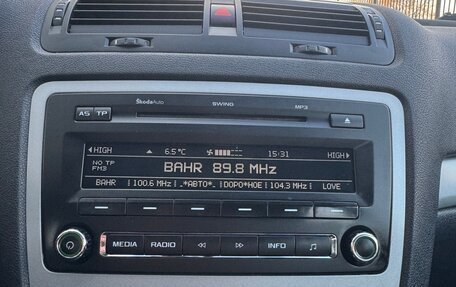 ŠkodaAuto SWING MP3
AS TP
HIGH 6.5°C 15:31 HIGH
NO TP
FM3
BAHR 89.8 MHz
BAHR 100.6 MHz .*АВТО*. DOPO*HOE 104.3 MHz LOVE
MEDIA RADIO INFO